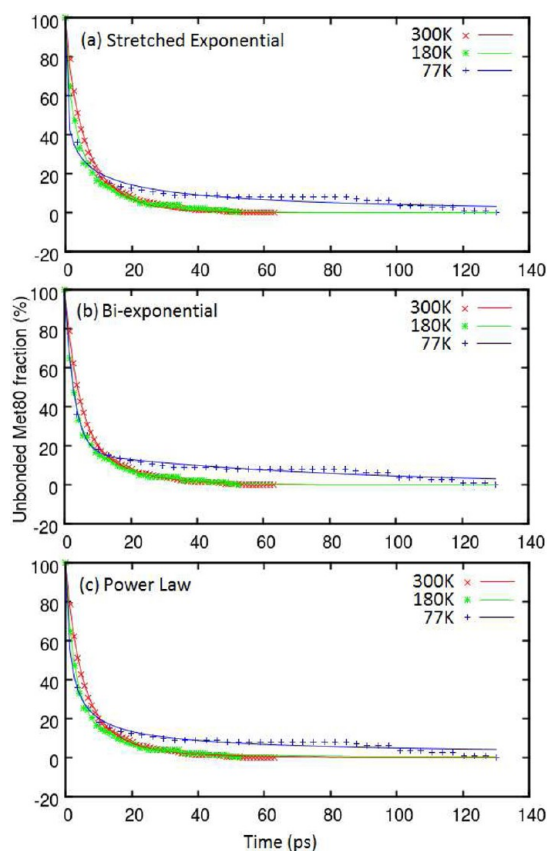 100
(a) Stretched Exponential
300K
180K
77K
80
60
40
20
0
-20
0 20 40 60 80 100 120 140
100
(b) Bi-exponential
300K
180K
77K
80
60
40
20
0
-20
0 20 40 60 80 100 120 140
Unbonded Met80 fraction (%)
100
(c) Power Law
300K
180K
77K
80
60
40
20
0
-20
0 20 40 60 80 100 120 140
Time (ps)